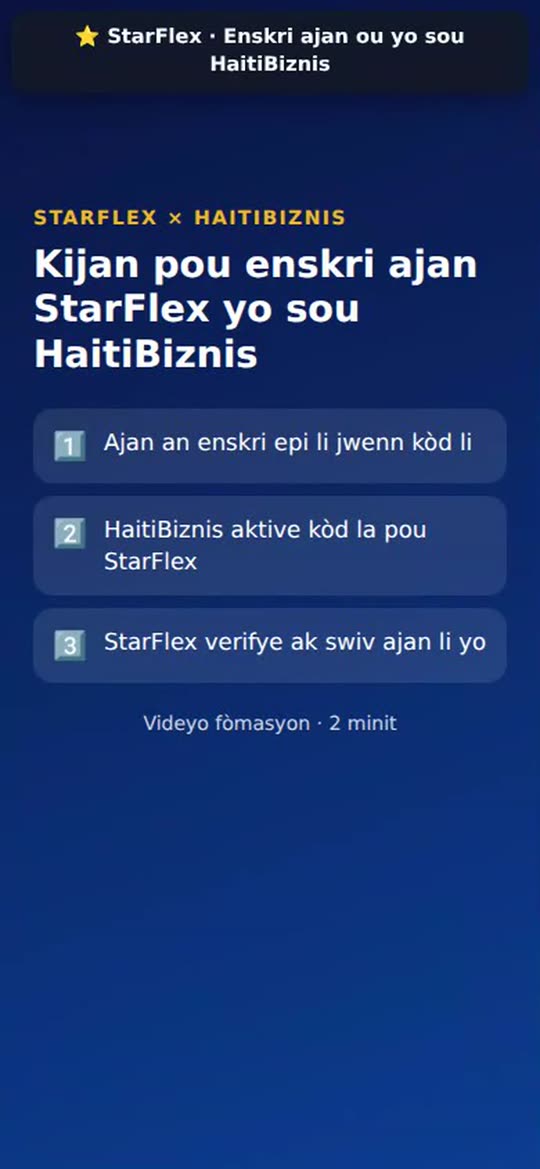 ⭐ StarFlex · Enskri ajan ou yo sou
HaitiBiznis
STARFLEX × HAITIBIZNIS
Kijan pou enskri ajan
StarFlex yo sou
HaitiBiznis
1 Ajan an enskri epi li jwenn kòd li
2 HaitiBiznis aktive kòd la pou
StarFlex
3 StarFlex verifye ak swiv ajan li yo
Videyo fòmasyon · 2 minit